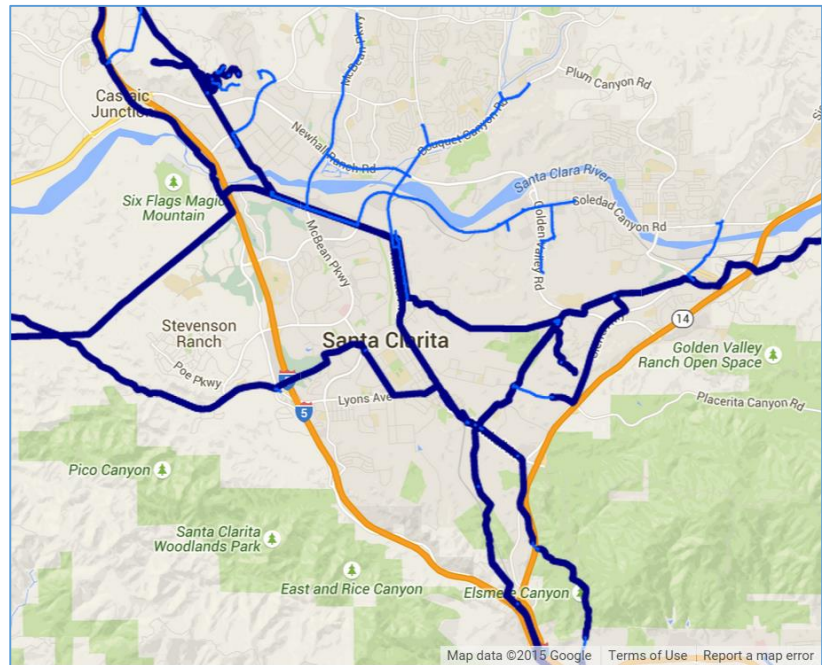 McBean Pkwy
Plum Canyon Rd
Castaic
Junction
Bouquet Canyon Rd
Newhall Ranch Rd
Santa Clara River
Six Flags Magic
Mountain
Soledad Canyon Rd
Golden Valley Rd
McBean Pkwy
14
Stevenson
Ranch
Santa Clarita
Golden Valley
Ranch Open Space
Poe Pkwy
5
5
Lyons Ave
Placerita Canyon Rd
Pico Canyon
Santa Clarita
Woodlands Park
East and Rice Canyon
Elsmere Canyon
Map data ©2015 Google
Terms of Use
Report a map error